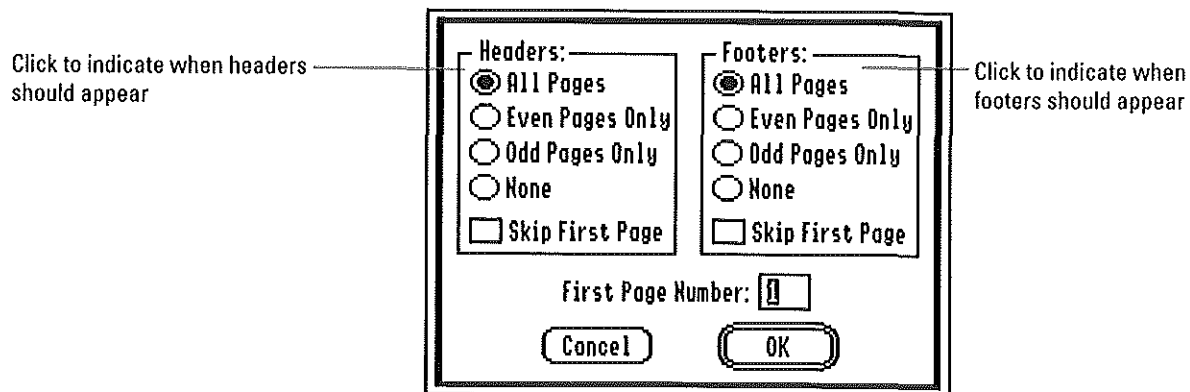 Click to indicate when headers
should appear
Headers:
All Pages
Even Pages Only
Odd Pages Only
None
Skip First Page
Footers:
All Pages
Even Pages Only
Odd Pages Only
None
Skip First Page
Click to indicate when
footers should appear
First Page Number: 1
Cancel
OK